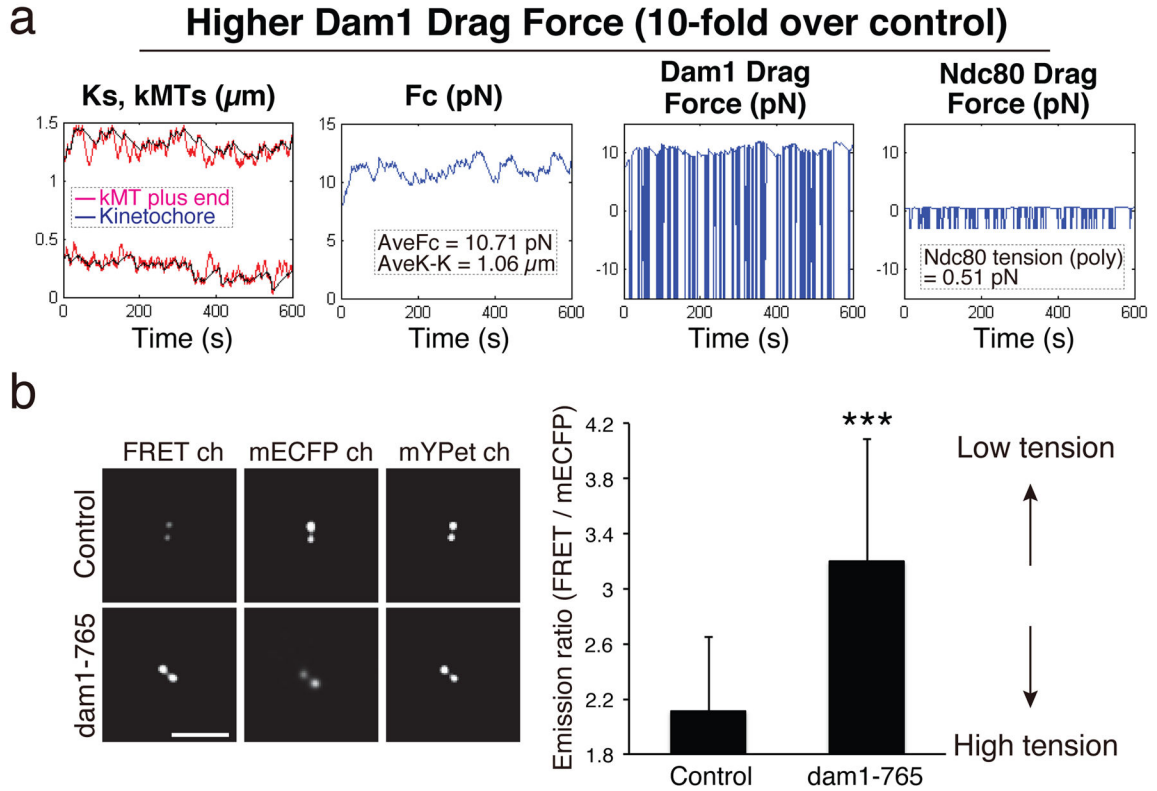 a
Higher Dam1 Drag Force (10-fold over control)
Ks, kMTs (µm)
1.5
1
0.5
0
kMT plus end
Kinetochore
0 200 400 600
Time (s)
Fc (pN)
15
10
5
0
AveFc = 10.71 pN
AveK-K = 1.06 µm
0 200 400 600
Time (s)
Dam1 Drag
Force (pN)
10
0
-10
0 200 400 600
Time (s)
Ndc80 Drag
Force (pN)
10
0
-10
Ndc80 tension (poly)
= 0.51 pN
0 200 400 600
Time (s)
b
FRET ch mECFP ch mYPet ch
Control
dam1-765
Emission ratio (FRET / mECFP)
4.2
3.8
3.4
3
2.6
2.2
1.8
***
Control dam1-765
Low tension
High tension